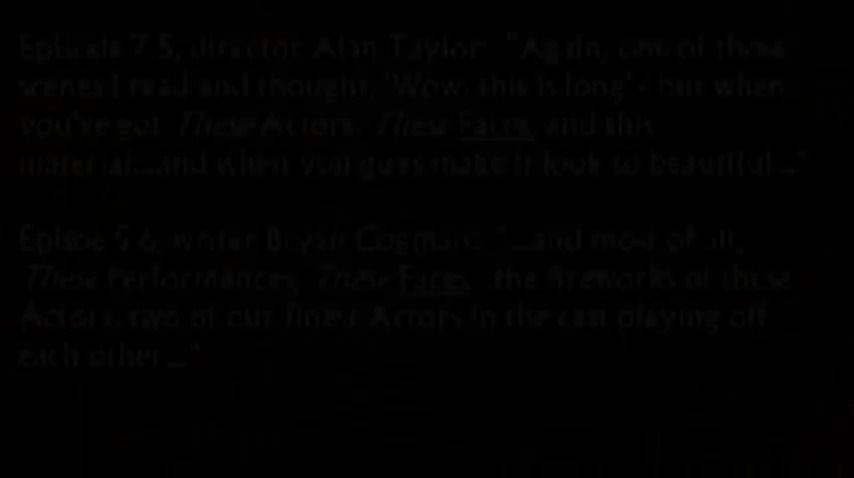 Episode 7.5, director Alan Taylor: "Again, one of those
scenes I read and thought, 'Wow, this is long' - but when
you've got These Actors, These Faces, and this
material...and when you guys make it look so beautiful..."
Episode 5.6, writer Bryan Cogman: "...and most of all,
These Performances, These Faces, the fireworks of these
Actors, two of our finest Actors in the cast playing off
each other..."